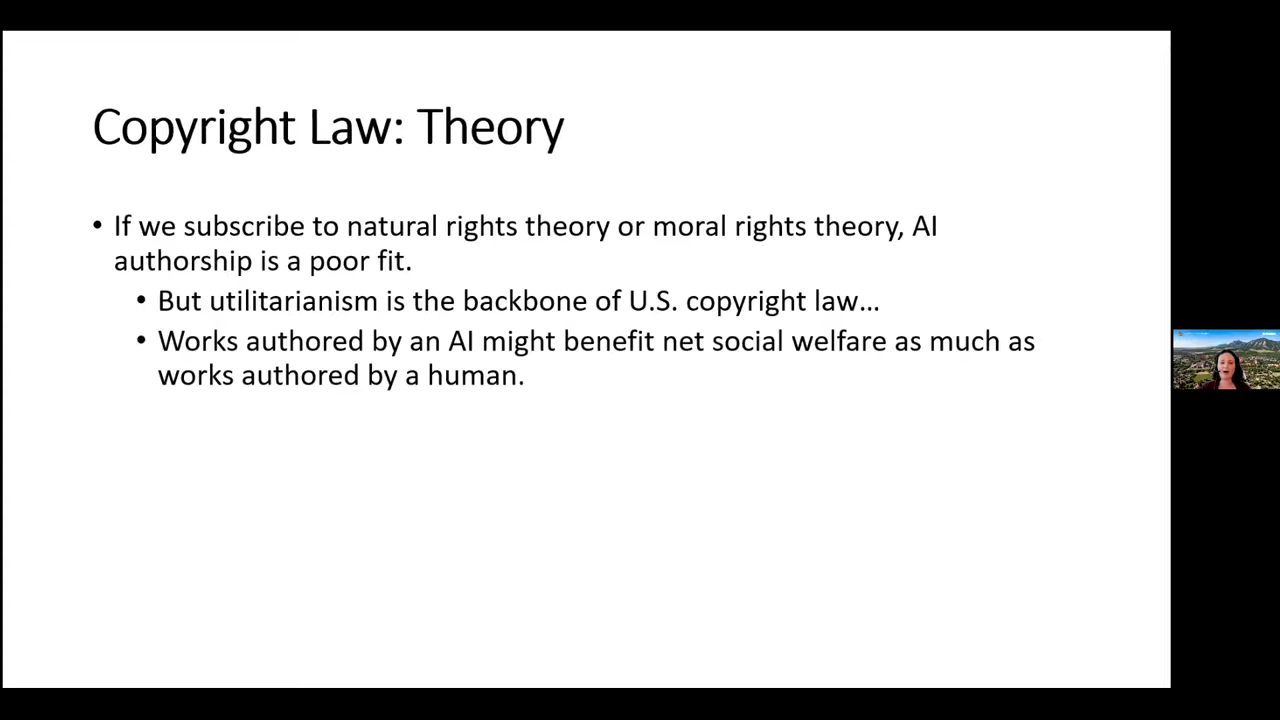 Copyright Law: Theory
• If we subscribe to natural rights theory or moral rights theory, AI
authorship is a poor fit.
• But utilitarianism is the backbone of U.S. copyright law…
• Works authored by an AI might benefit net social welfare as much as
works authored by a human.